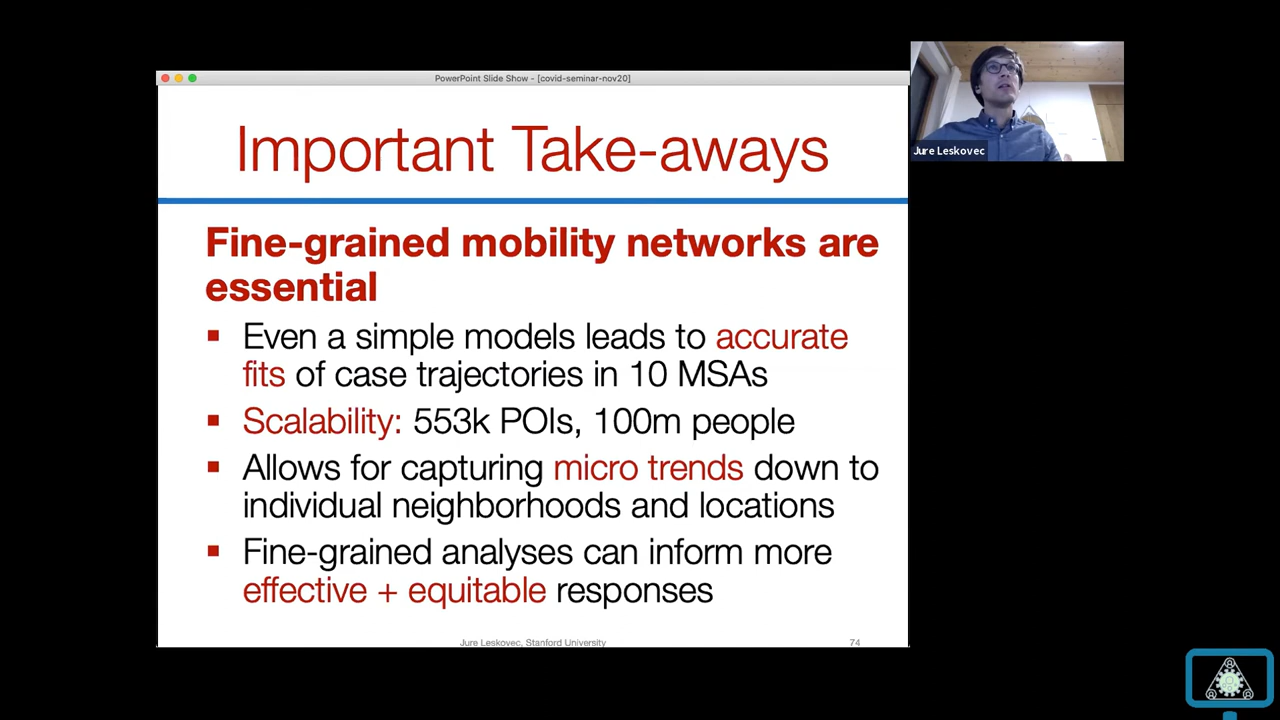 PowerPoint Slide Show - [covid-seminar-nov20]
Important Take-aways
Fine-grained mobility networks are
essential
Even a simple models leads to accurate
fits of case trajectories in 10 MSAs
Scalability: 553k POIs, 100m people
Allows for capturing micro trends down to
individual neighborhoods and locations
Fine-grained analyses can inform more
effective + equitable responses
Jure Leskovec, Stanford University
74
Jure Leskovec